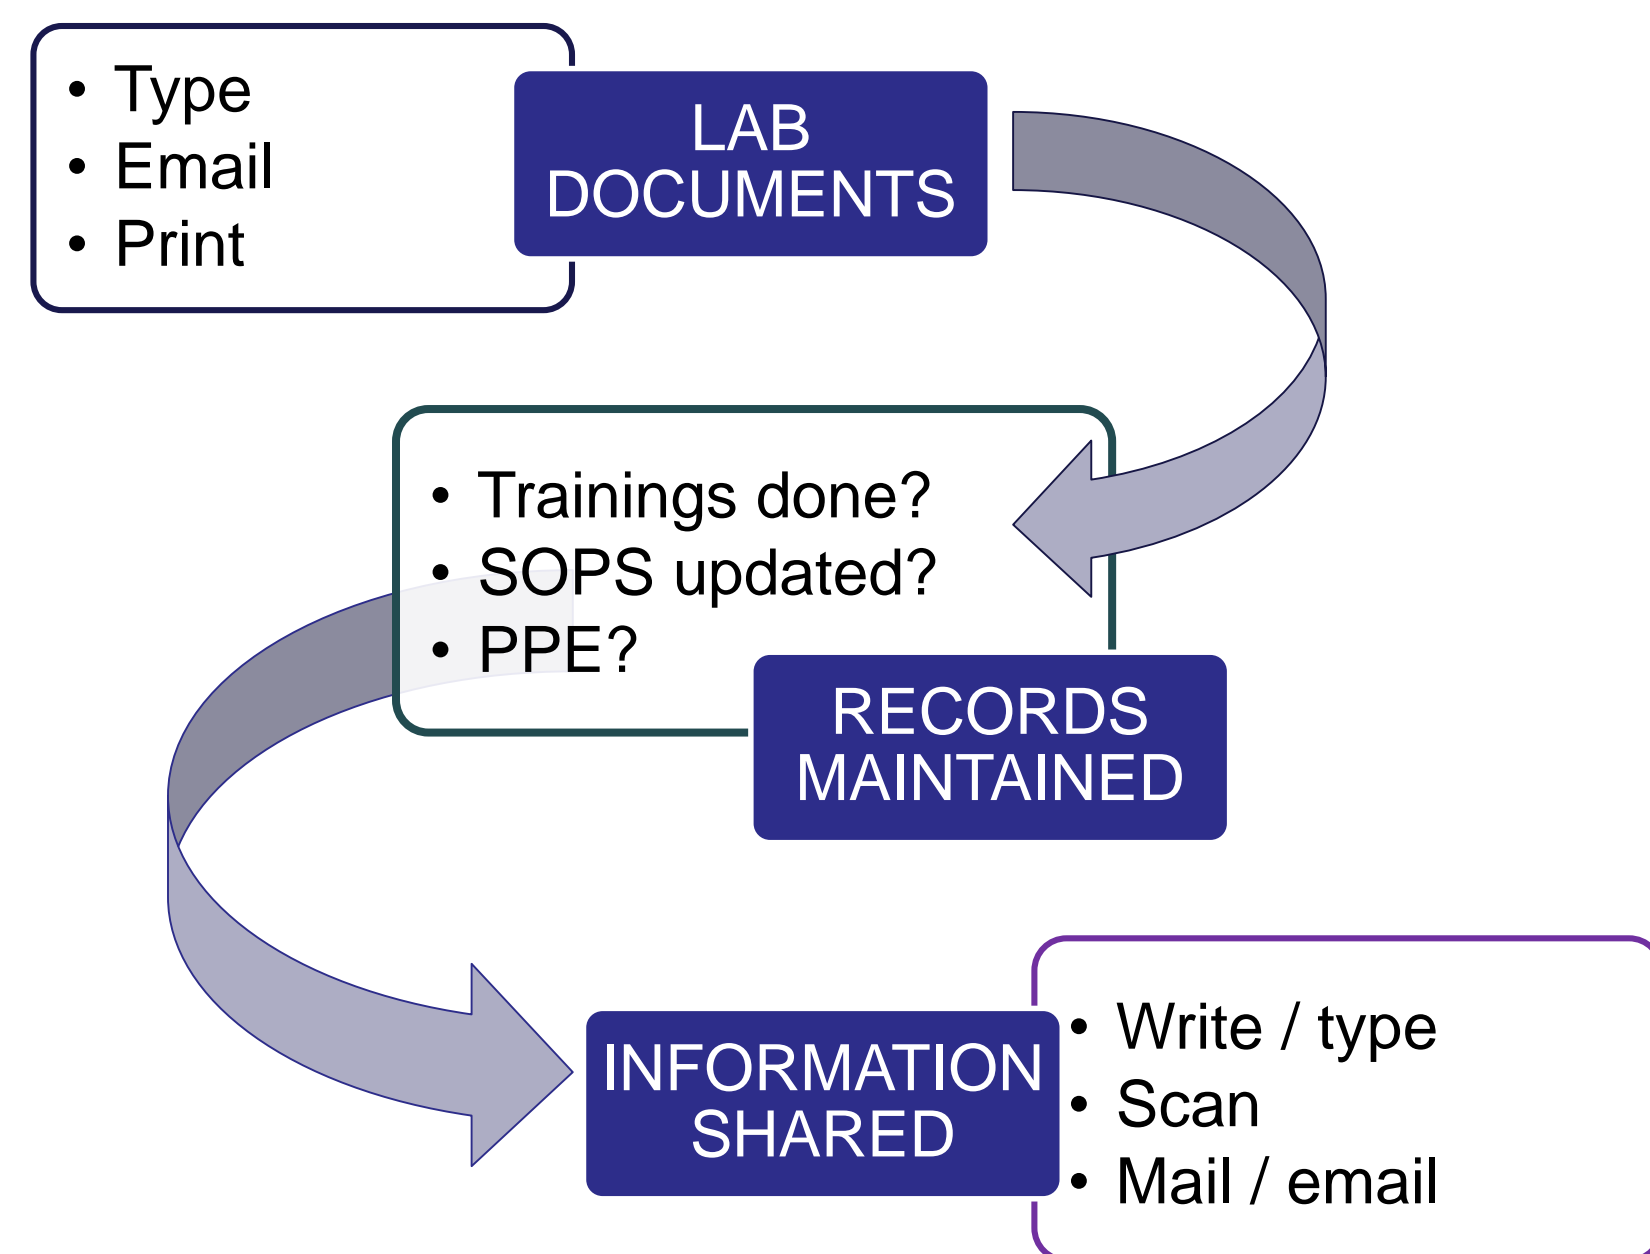 • Type
• Email
• Print
LAB
DOCUMENTS
• Trainings done?
• SOPS updated?
• PPE?
RECORDS
MAINTAINED
INFORMATION
SHARED
• Write / type
• Scan
• Mail / email